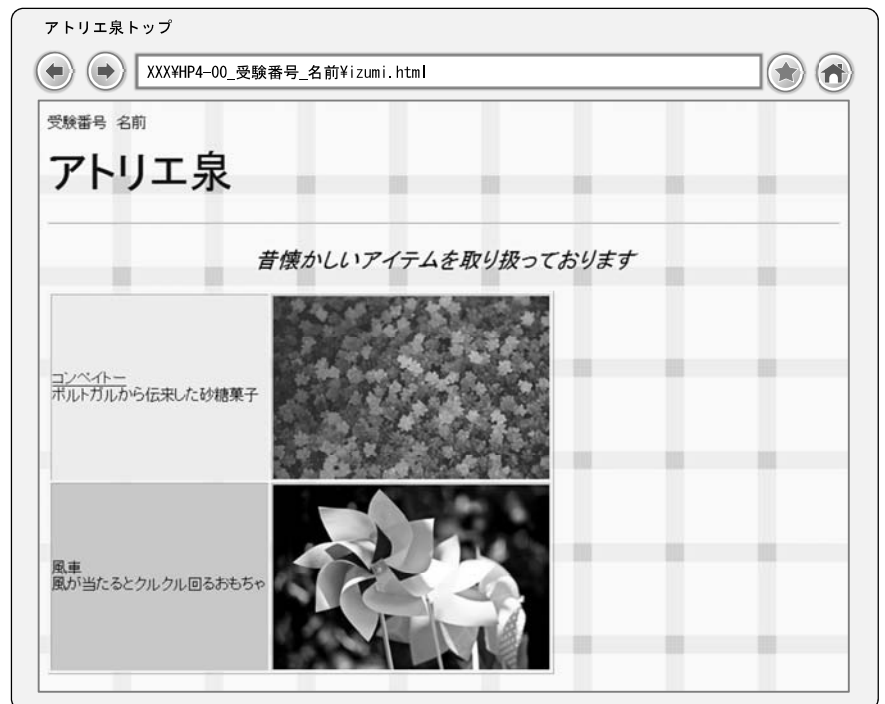 アトリエ泉トップ
XXX¥HP4-00_受験番号_名前¥izumi.html
受験番号 名前
アトリエ泉
昔懐かしいアイテムを取り扱っております
コンペイトー
ポルトガルから伝来した砂糖菓子
風車
風が当たるとクルクル回るおもちゃ